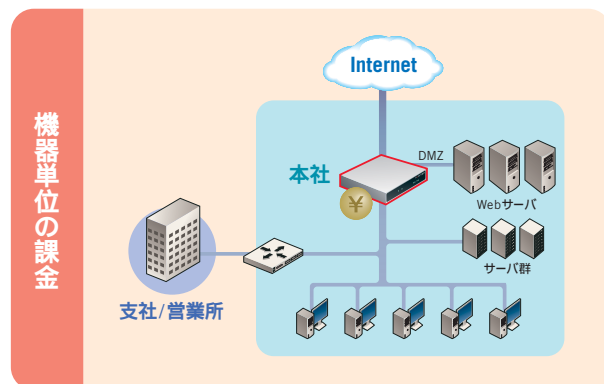 機器単位の課金
Internet
本社
DMZ
¥
Webサーバ
サーバ群
支社/営業所